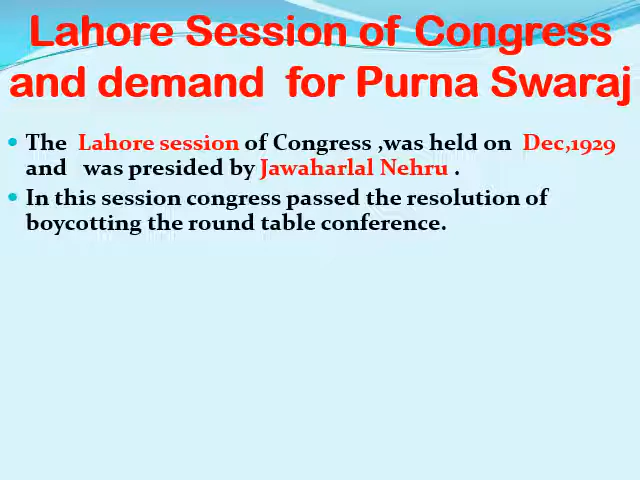 Lahore Session of Congress
and demand for Purna Swaraj
The Lahore session of Congress ,was held on Dec,1929
and was presided by Jawaharlal Nehru .
In this session congress passed the resolution of
boycotting the round table conference.